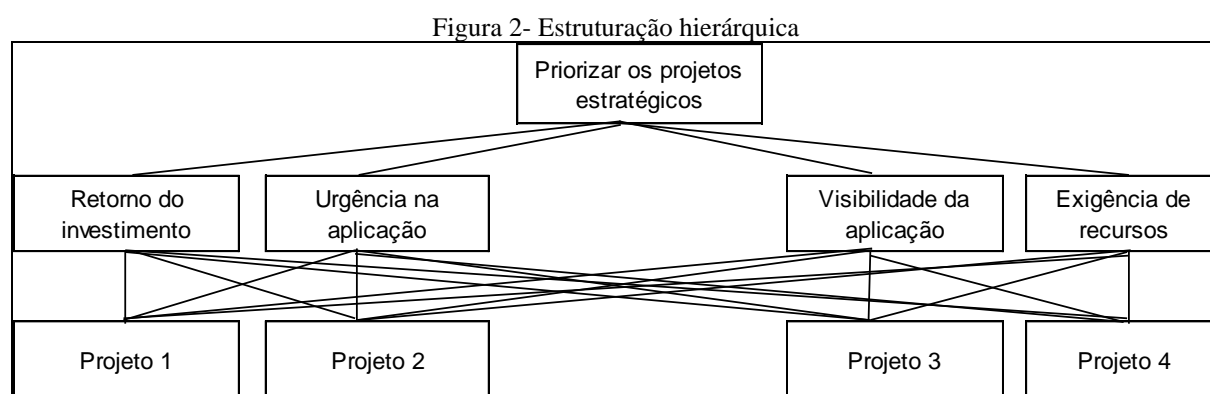 Figura 2- Estruturação hierárquica
Priorizar os projetos
estratégicos
Retorno do
investimento
Urgência na
aplicação
Visibilidade da
aplicação
Exigência de
recursos
Projeto 1
Projeto 2
Projeto 3
Projeto 4